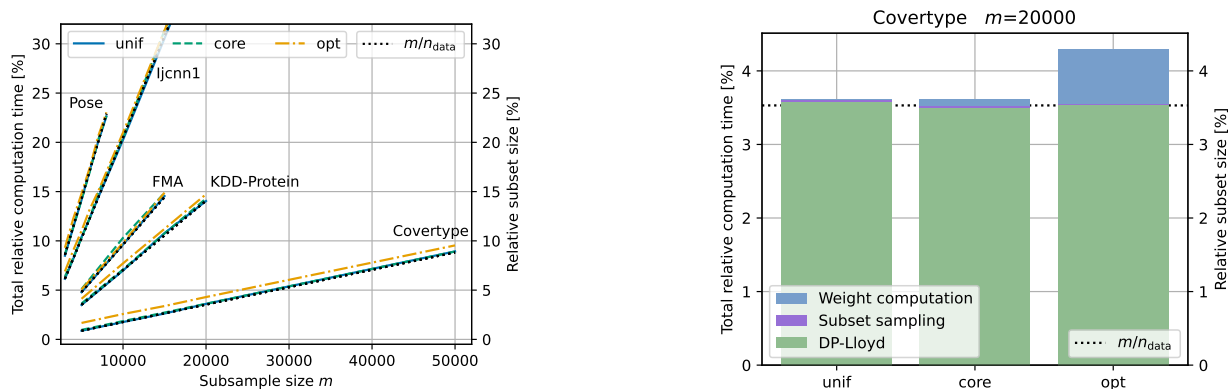 Total relative computation time [%]
30
25
20
15
10
5
0
unif
core
opt
m/n_data
Ijcnn1
Pose
FMA
KDD-Protein
Covertype
30
25
20
15
10
5
0
Relative subset size [%]
10000
20000
30000
40000
50000
Subsample size m
Covertype m=20000
Total relative computation time [%]
4
3
2
1
0
Weight computation
Subset sampling
DP-Lloyd
m/n_data
4
3
2
1
0
Relative subset size [%]
unif
core
opt